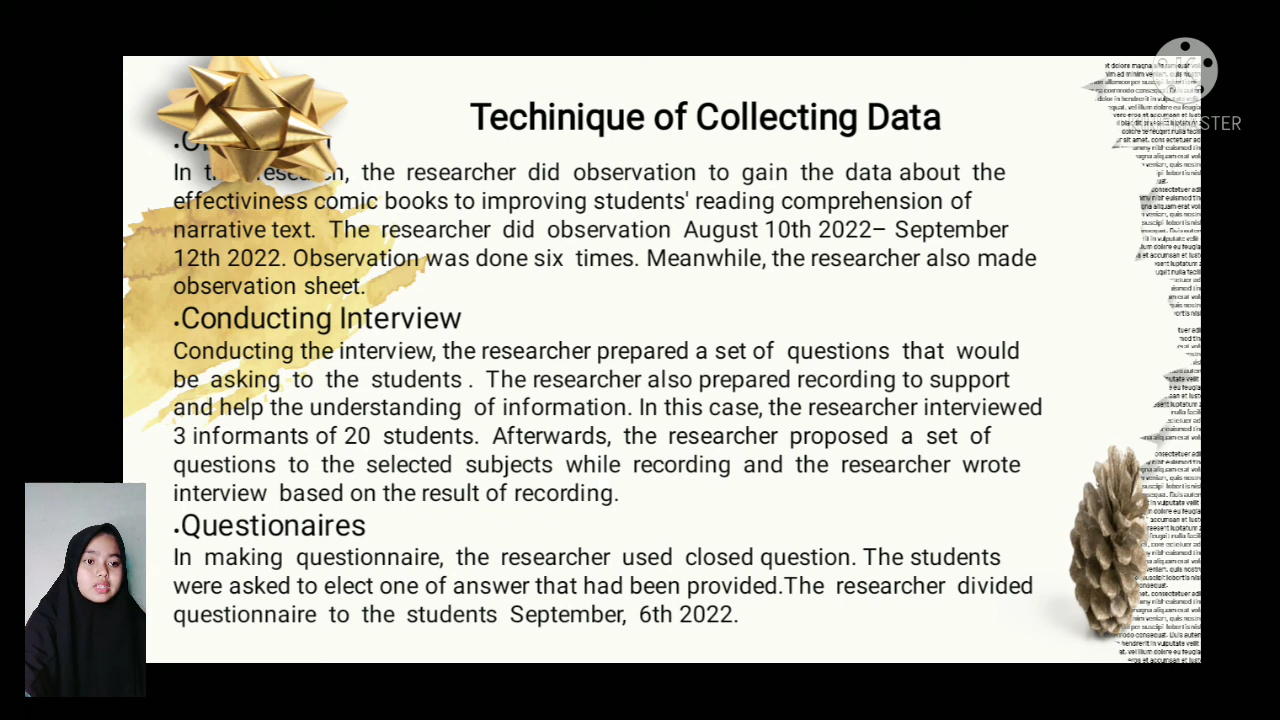 Techinique of Collecting Data
In the research, the researcher did observation to gain the data about the
effectiviness comic books to improving students' reading comprehension of
narrative text. The researcher did observation August 10th 2022– September
12th 2022. Observation was done six times. Meanwhile, the researcher also made
observation sheet.
•Conducting Interview
Conducting the interview, the researcher prepared a set of questions that would
be asking to the students . The researcher also prepared recording to support
and help the understanding of information. In this case, the researcher interviewed
3 informants of 20 students. Afterwards, the researcher proposed a set of
questions to the selected subjects while recording and the researcher wrote
interview based on the result of recording.
•Questionaires
In making questionnaire, the researcher used closed question. The students
were asked to elect one of answer that had been provided.The researcher divided
questionnaire to the students September, 6th 2022.